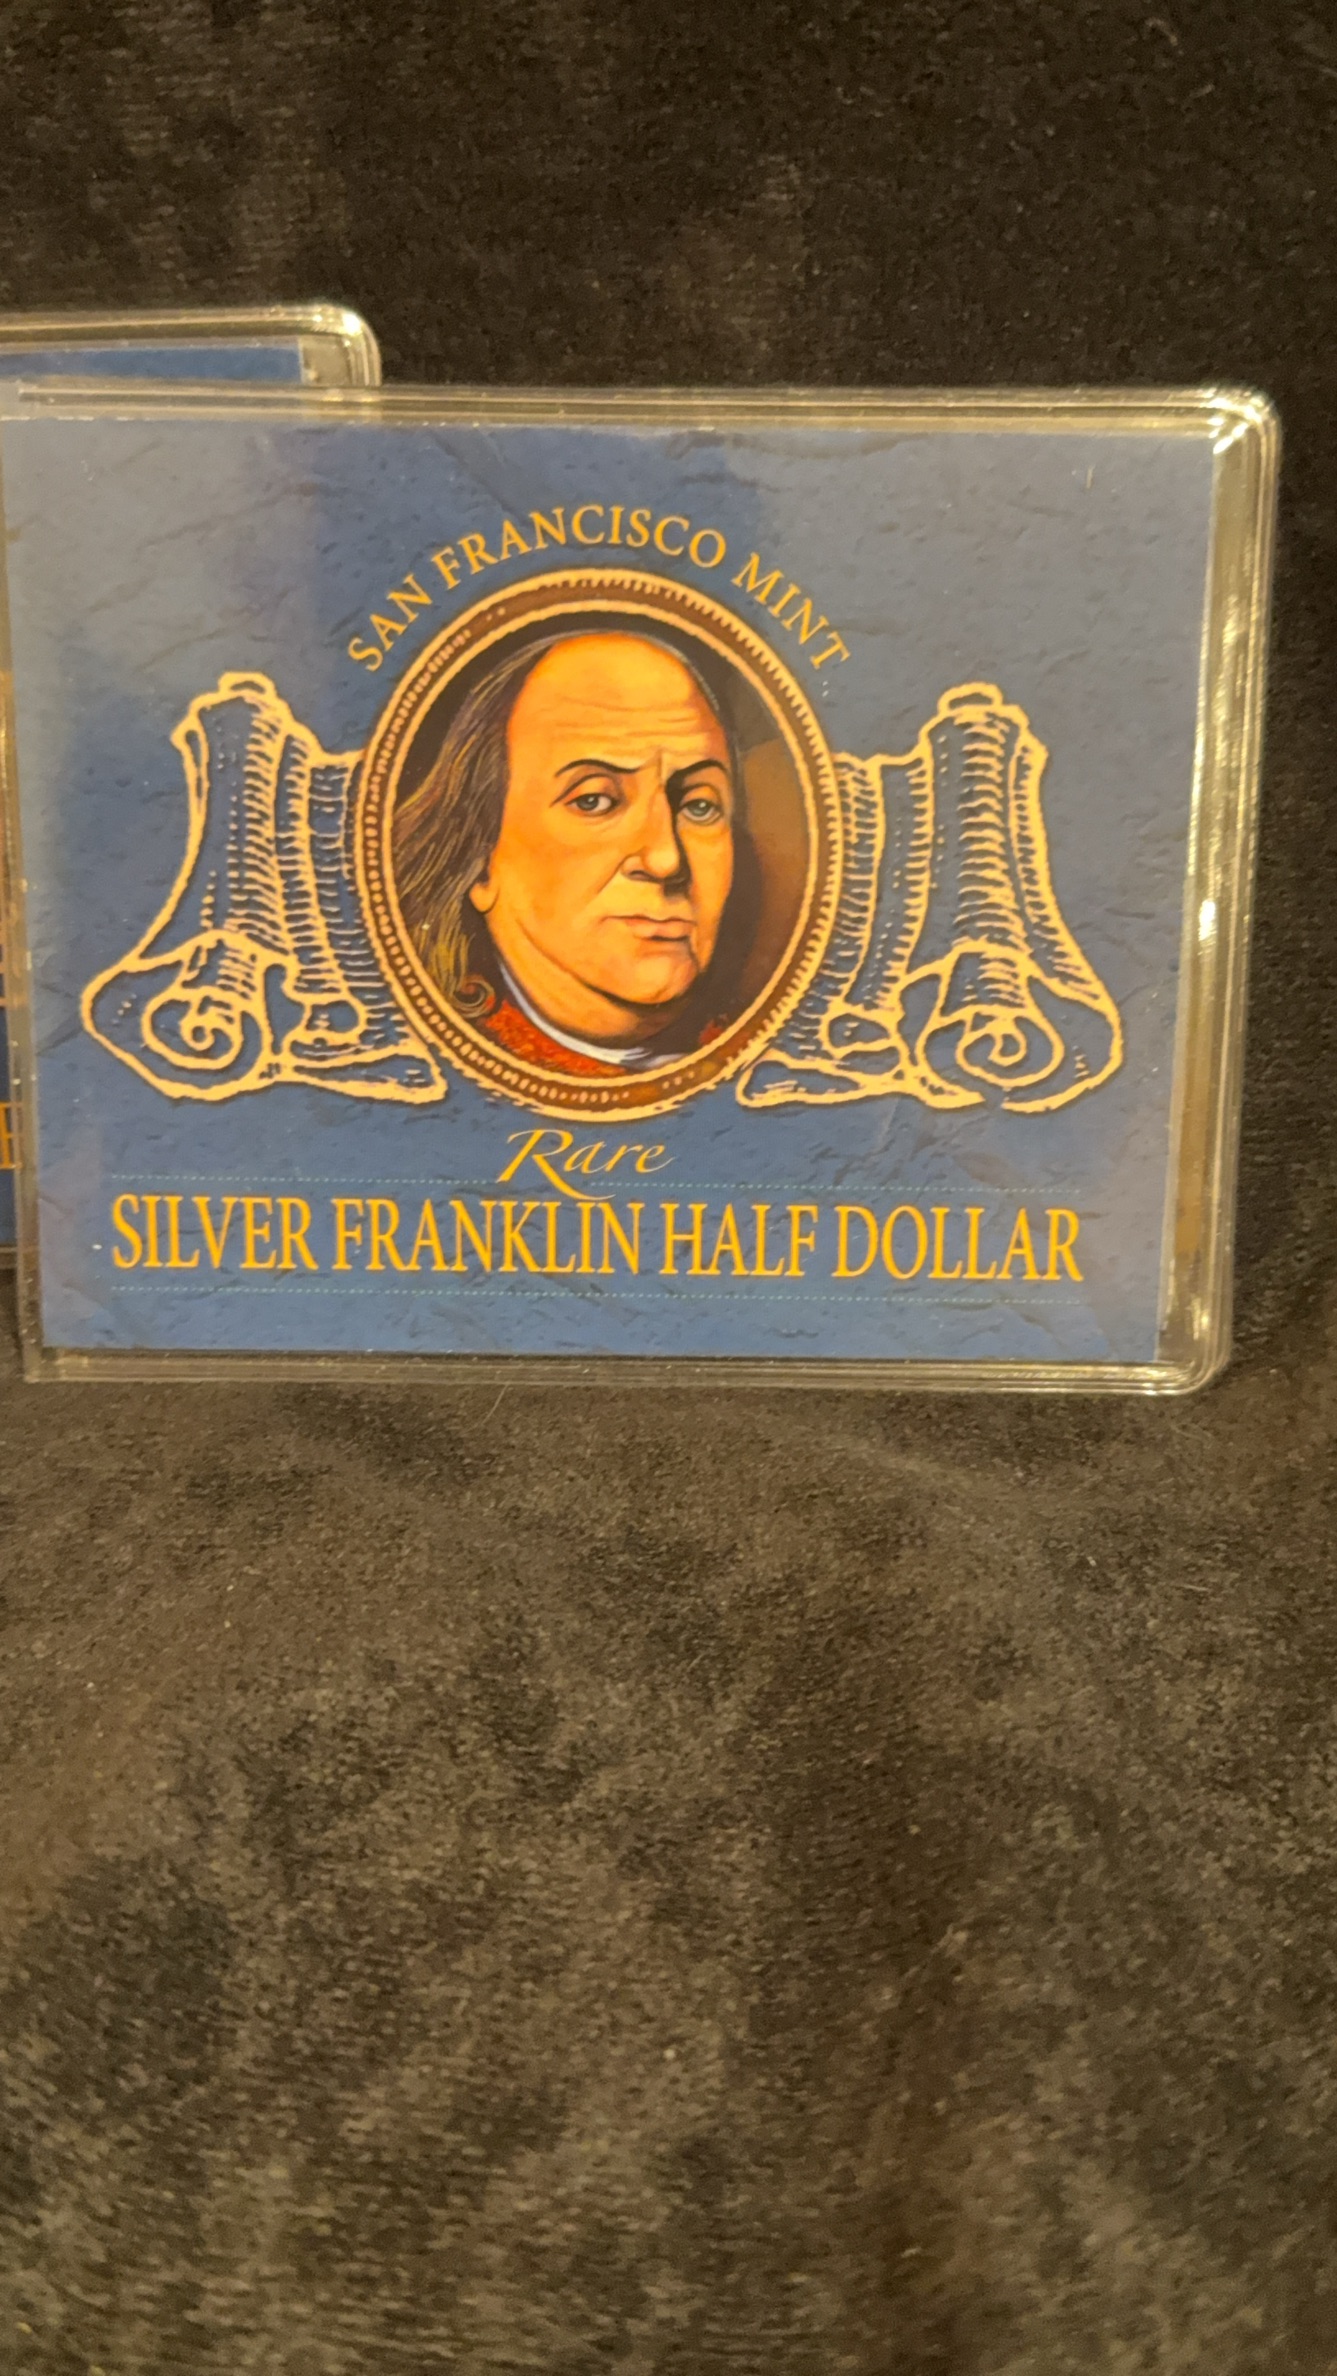 SAN FRANCISCO MINT
Rare
SILVER FRANKLIN HALF DOLLAR
E